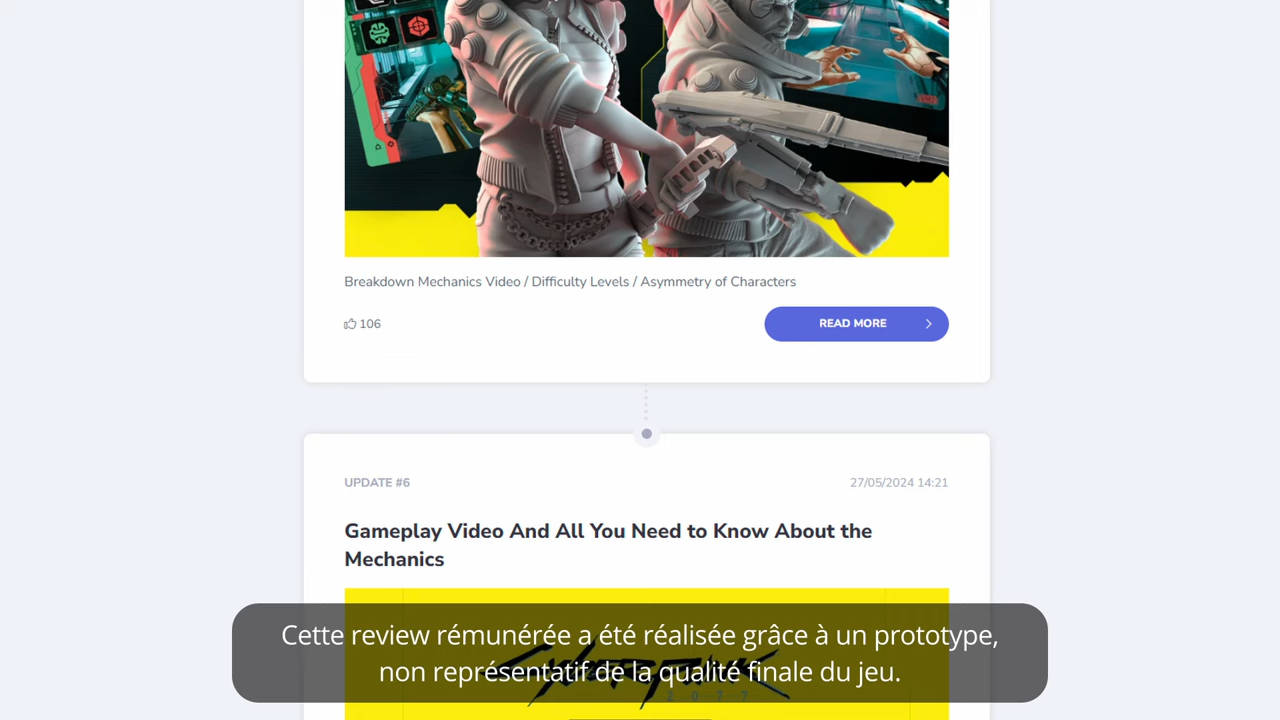 Breakdown Mechanics Video / Difficulty Levels / Asymmetry of Characters
106
READ MORE
UPDATE #6
27/05/2024 14:21
Gameplay Video And All You Need to Know About the
Mechanics
Cyberpunk
2077
Cette review rémunérée a été réalisée grâce à un prototype,
non représentatif de la qualité finale du jeu.